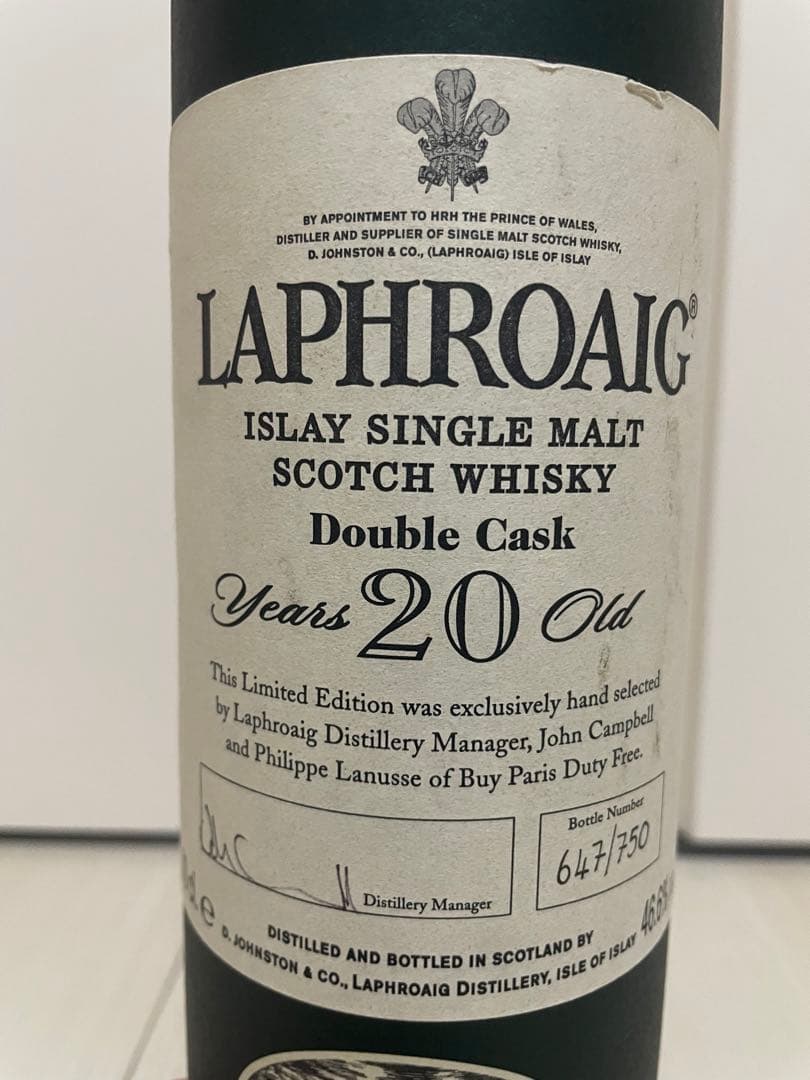 BY APPOINTMENT TO HRH THE PRINCE OF WALES,
DISTILLER AND SUPPLIER OF SINGLE MALT SCOTCH WHISKY,
D. JOHNSTON & CO., (LAPHROAIG) ISLE OF ISLAY
LAPHROAIG®
ISLAY SINGLE MALT
SCOTCH WHISKY
Double Cask
Years 20 Old
This Limited Edition was exclusively hand selected
by Laphroaig Distillery Manager, John Campbell
and Philippe Lanusse of Buy Paris Duty Free.
Distillery Manager
Bottle Number
647/750
cl ℮
46.6%
DISTILLED AND BOTTLED IN SCOTLAND BY
D. JOHNSTON & CO., LAPHROAIG DISTILLERY, ISLE OF ISLAY